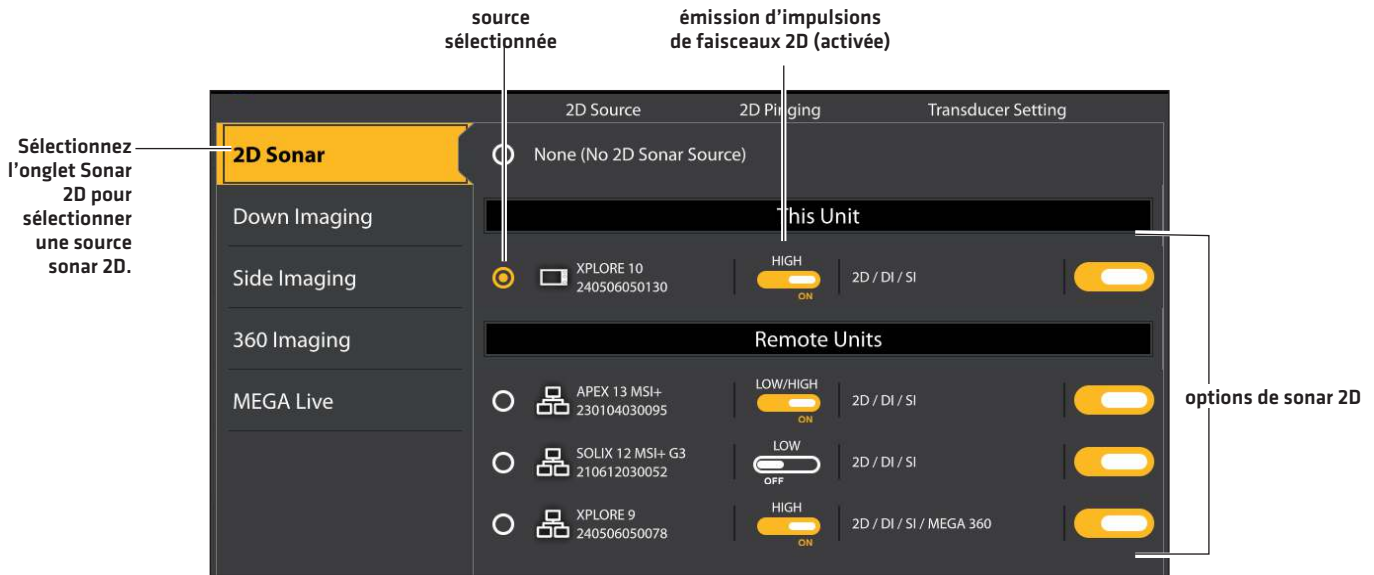 source
sélectionnée
émission d’impulsions
de faisceaux 2D (activée)
Sélectionnez
l’onglet Sonar
2D pour
sélectionner
une source
sonar 2D.
2D Source
2D Pinging
Transducer Setting
2D Sonar
None (No 2D Sonar Source)
Down Imaging
This Unit
Side Imaging
XPLORE 10
240506050130
HIGH
ON
2D / DI / SI
360 Imaging
Remote Units
MEGA Live
APEX 13 MSI+
230104030095
LOW/HIGH
ON
2D / DI / SI
SOLIX 12 MSI+ G3
210612030052
LOW
OFF
2D / DI / SI
XPLORE 9
240506050078
HIGH
ON
2D / DI / SI / MEGA 360
options de sonar 2D